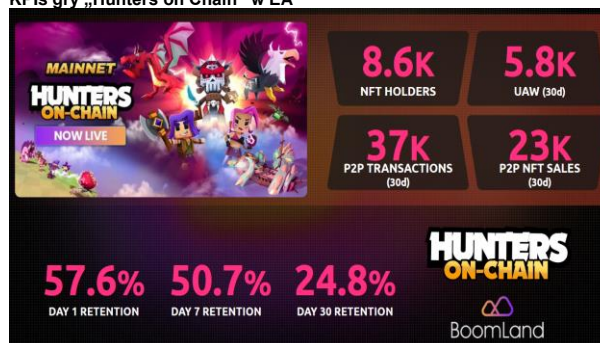 KPIs gry „Hunters on Chain" w EA
MAINNET
HUNTERS
ON-CHAIN
NOW LIVE
8.6K
NFT HOLDERS
5.8K
UAW (30d)
37K
P2P TRANSACTIONS
(30d)
23K
P2P NFT SALES
(30d)
57.6%
DAY 1 RETENTION
50.7%
DAY 7 RETENTION
24.8%
DAY 30 RETENTION
HUNTERS
ON-CHAIN
BoomLand